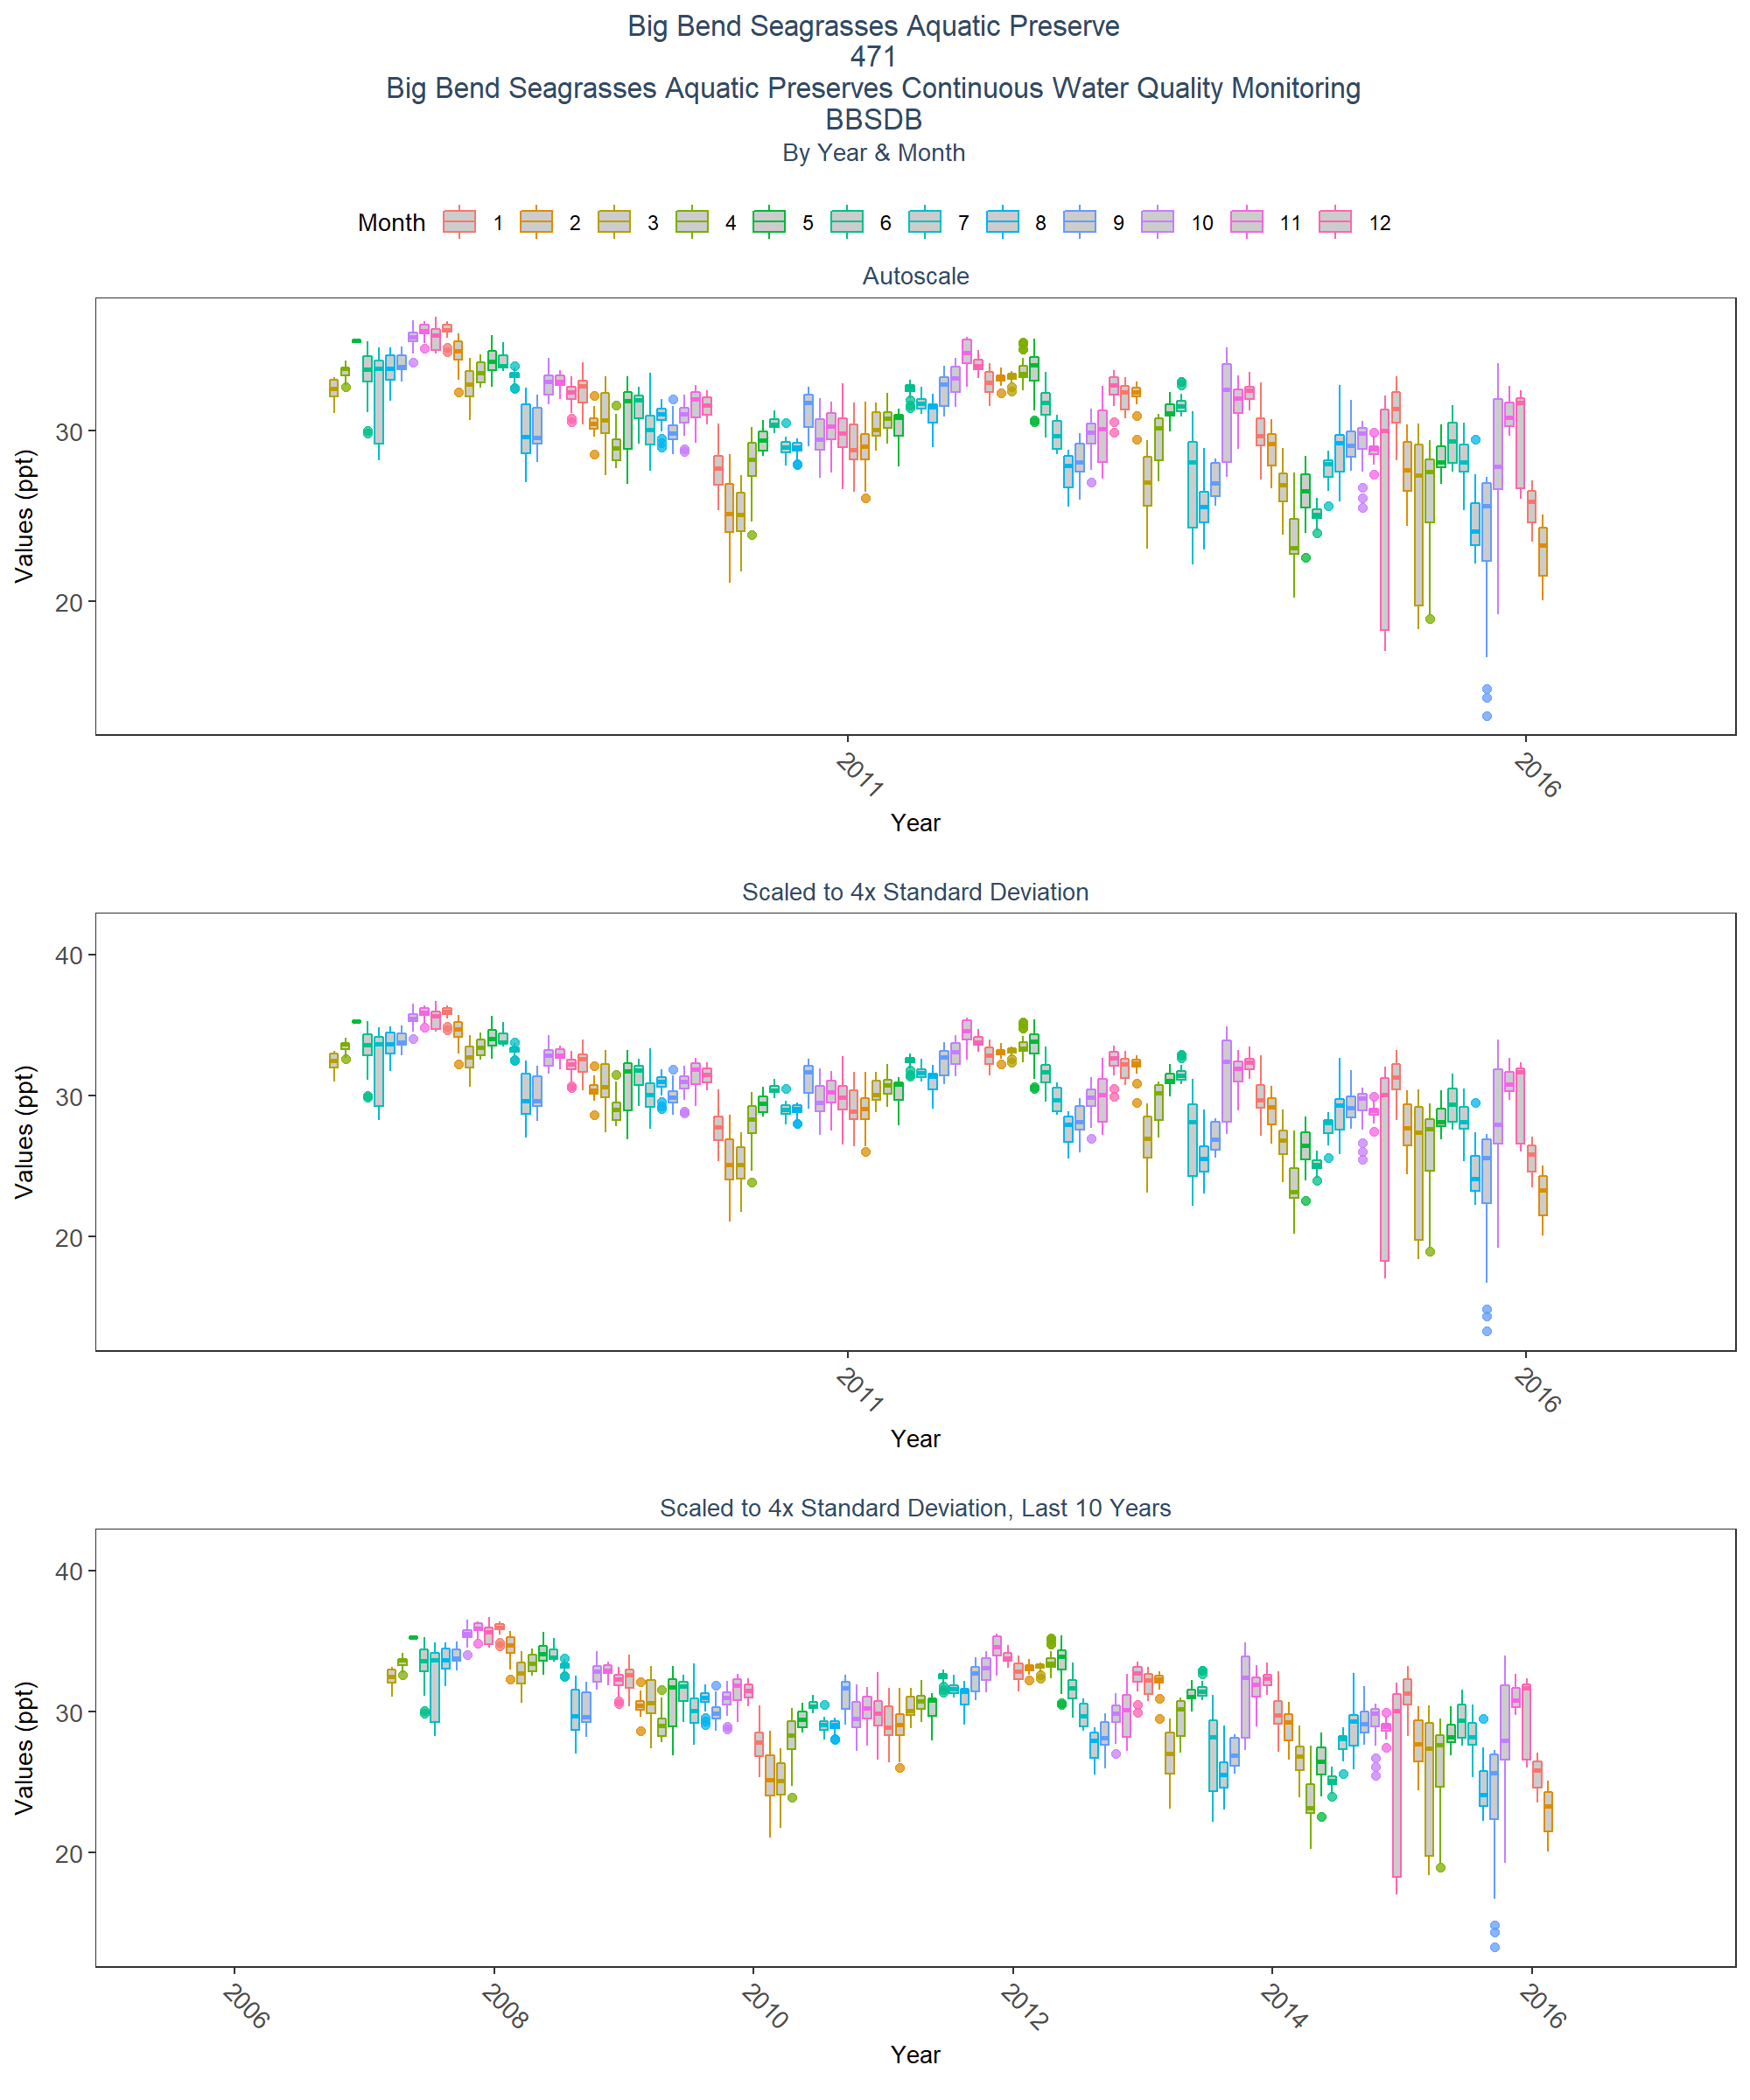 Big Bend Seagrasses Aquatic Preserve
471
Big Bend Seagrasses Aquatic Preserves Continuous Water Quality Monitoring
BBSDB
By Year & Month
Month 1 2 3 4 5 6 7 8 9 10 11 12
Autoscale
Values (ppt)
30
20
2011 2016
Year
Scaled to 4x Standard Deviation
Values (ppt)
40
30
20
2011 2016
Year
Scaled to 4x Standard Deviation, Last 10 Years
Values (ppt)
40
30
20
2006 2008 2010 2012 2014 2016
Year